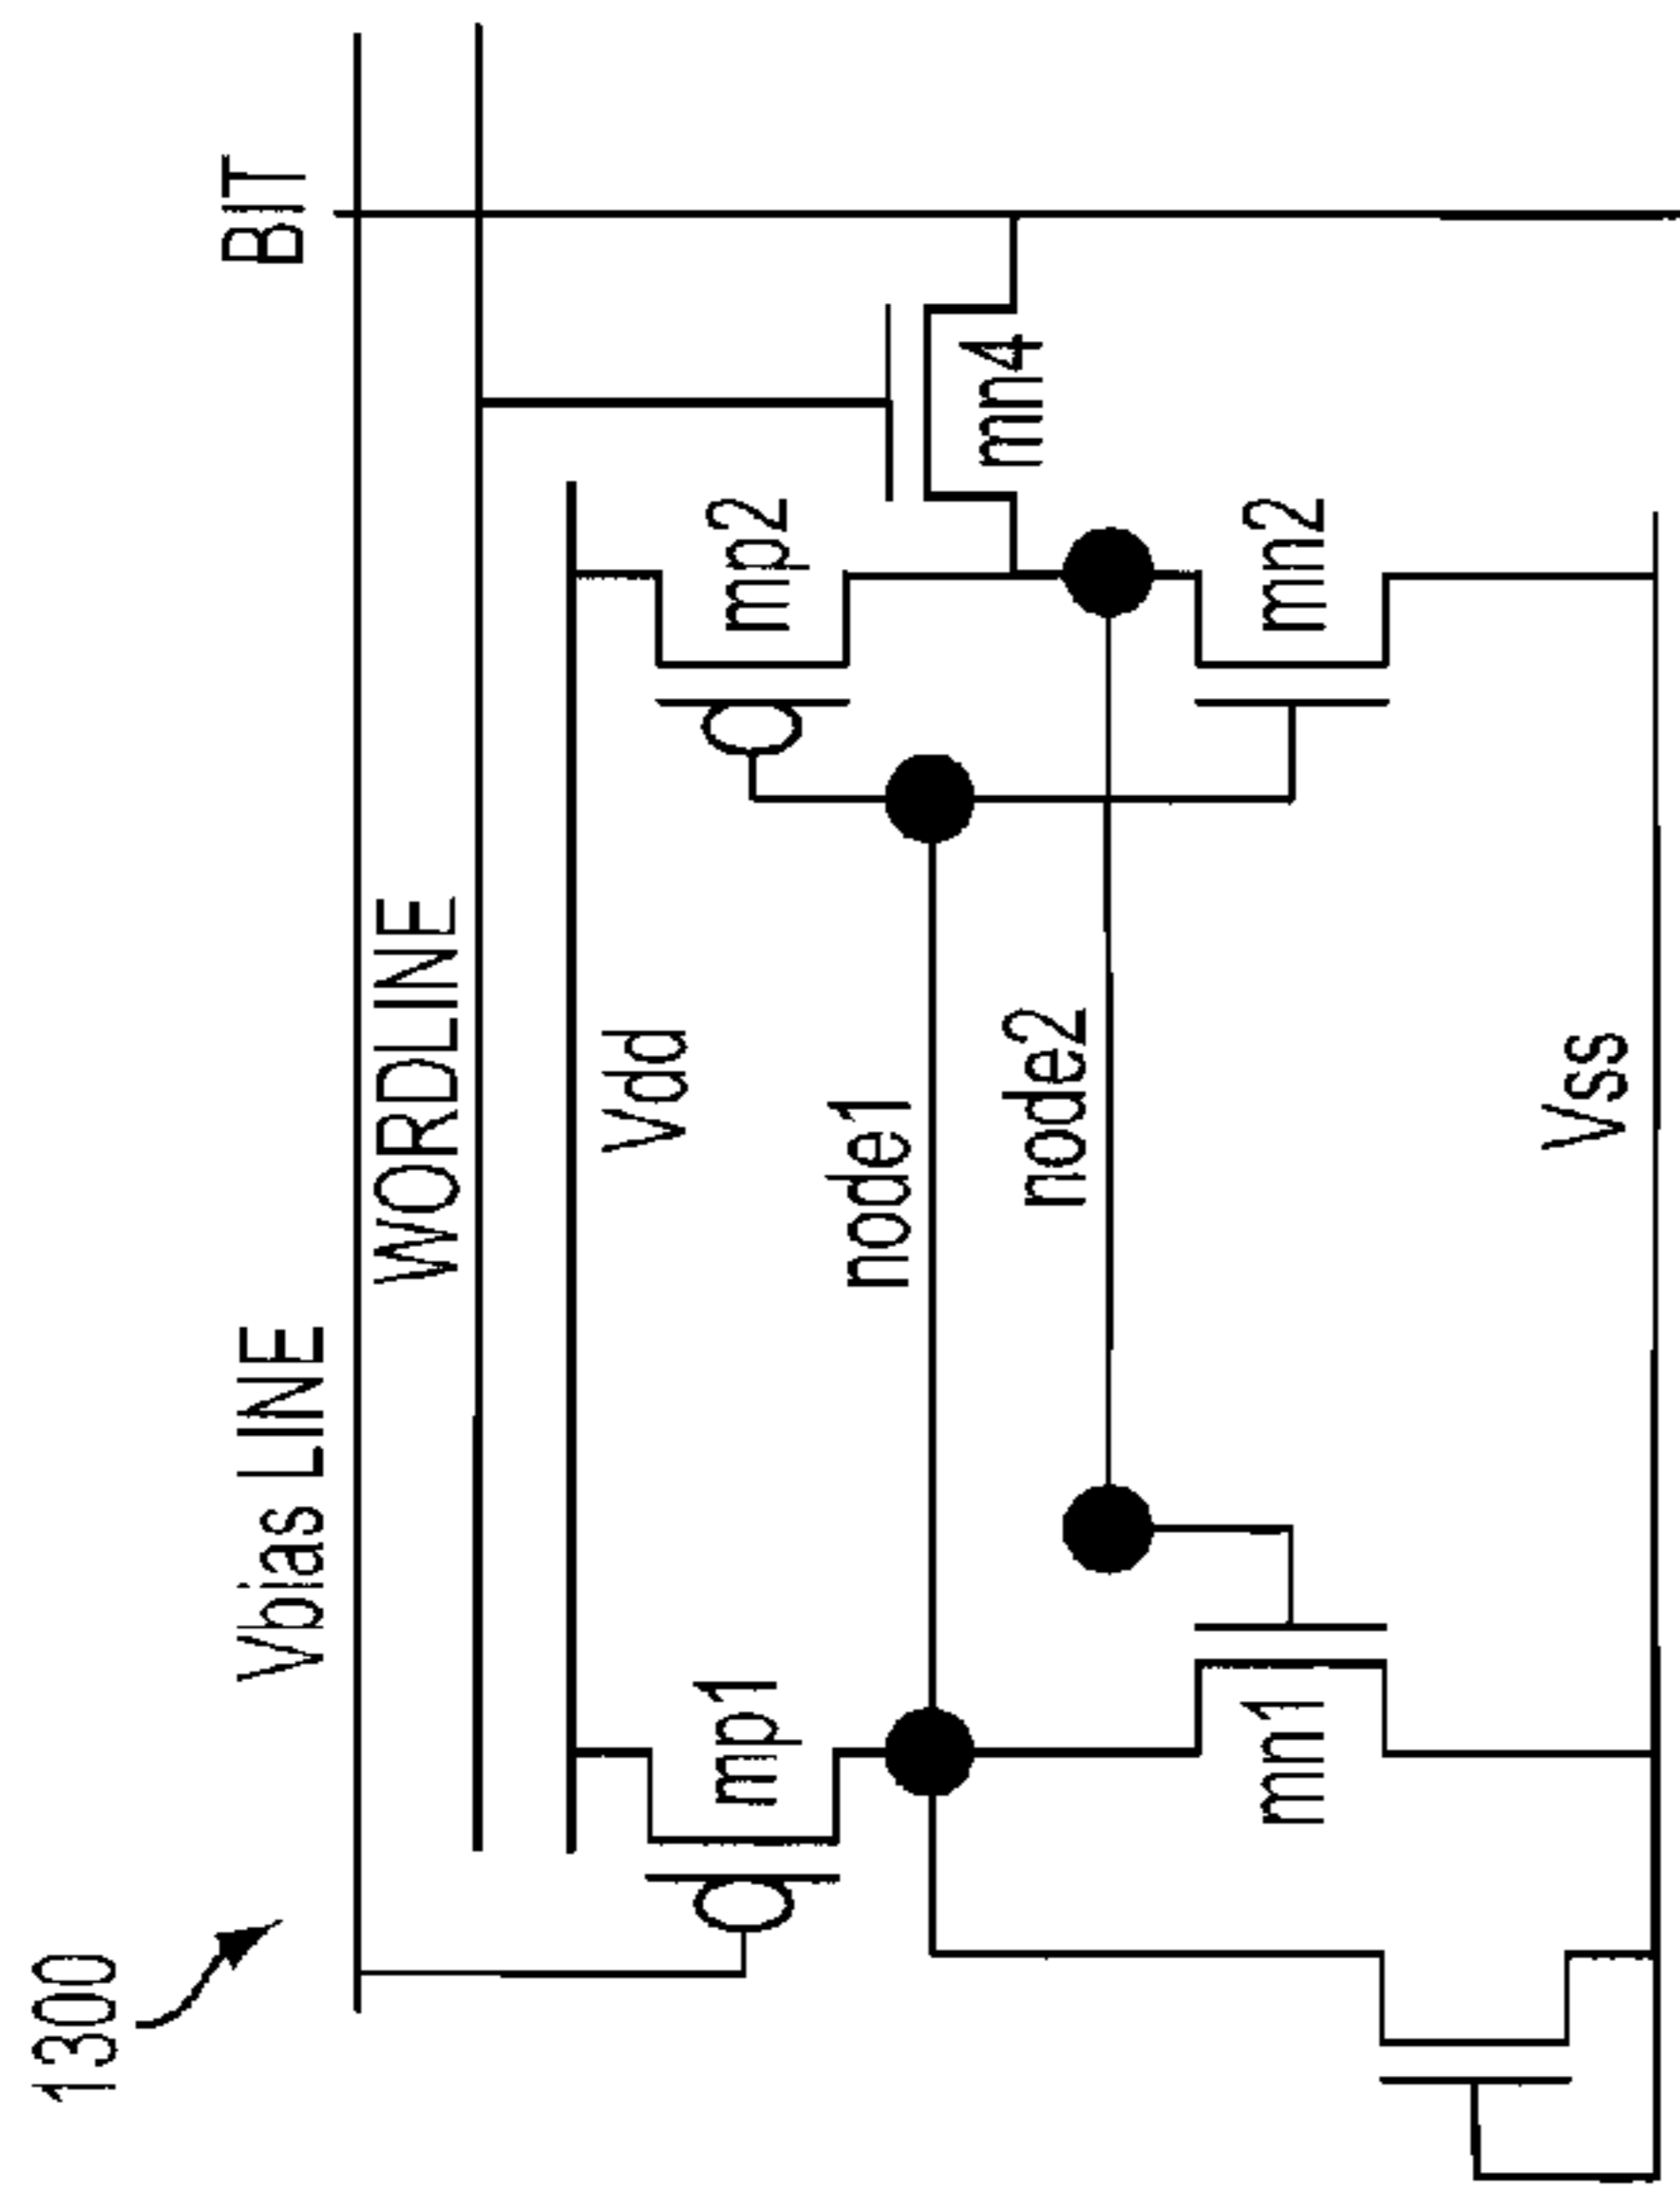 1300
Vbias LINE
BIT
WORDLINE
Vdd
mp1
mp2
node1
mn4
node2
mn1
mn2
Vss